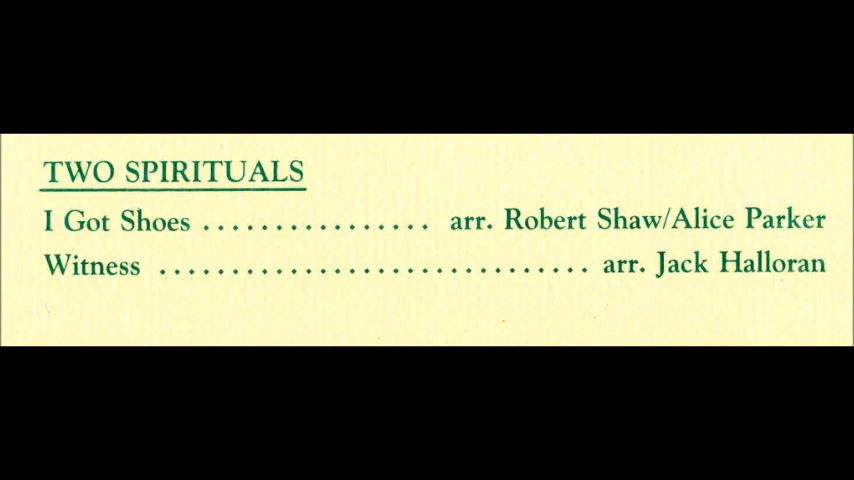 TWO SPIRITUALS
I Got Shoes ................ arr. Robert Shaw/Alice Parker
Witness .............................. arr. Jack Halloran